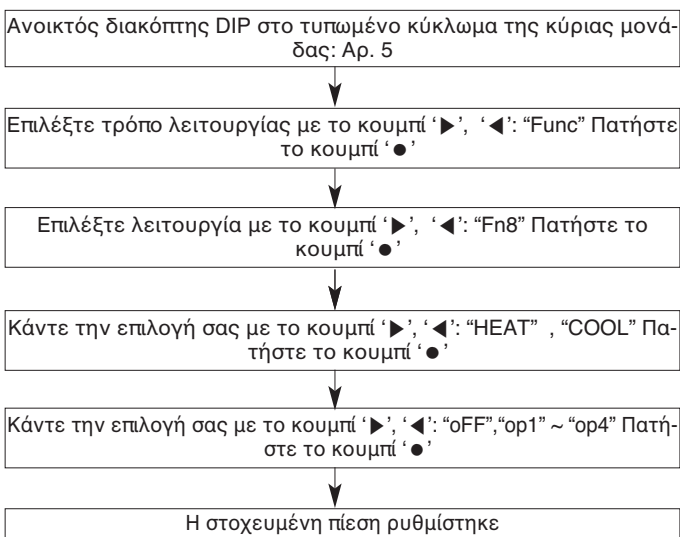 Ανοικτός διακόπτης DIP στο τυπωμένο κύκλωμα της κύριας μονά-
δας: Αρ. 5
Επιλέξτε τρόπο λειτουργίας με το κουμπί ‘▶’, ‘◀’: “Func” Πατήστε
το κουμπί ‘●’
Επιλέξτε λειτουργία με το κουμπί ‘▶’, ‘◀’: “Fn8” Πατήστε το
κουμπί ‘●’
Κάντε την επιλογή σας με το κουμπί ‘▶’, ‘◀’: “HEAT” , “COOL” Πα-
τήστε το κουμπί ‘●’
Κάντε την επιλογή σας με το κουμπί ‘▶’, ‘◀’: “oFF”,“op1” ~ “op4” Πατή-
στε το κουμπί ‘●’
Η στοχευμένη πίεση ρυθμίστηκε